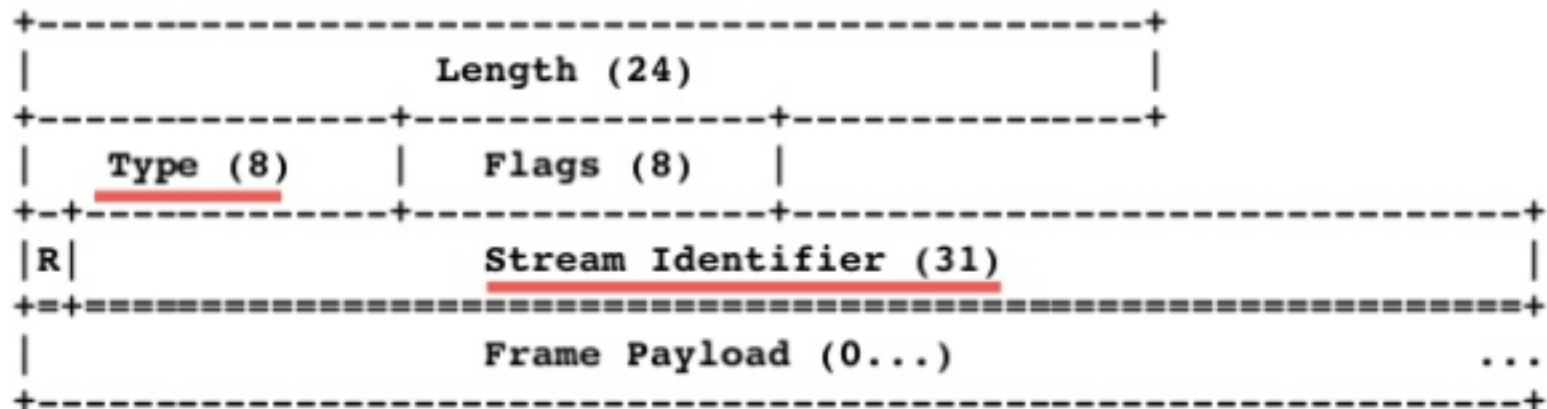 +-----------------------------------------------+
|                 Length (24)                   |
+---------------+---------------+---------------+
|   Type (8)    |   Flags (8)   |
+-+-------------+---------------+-------------------------------+
|R|                 Stream Identifier (31)                      |
+=+=============================================================+
|                   Frame Payload (0...)                      ...
+---------------------------------------------------------------+